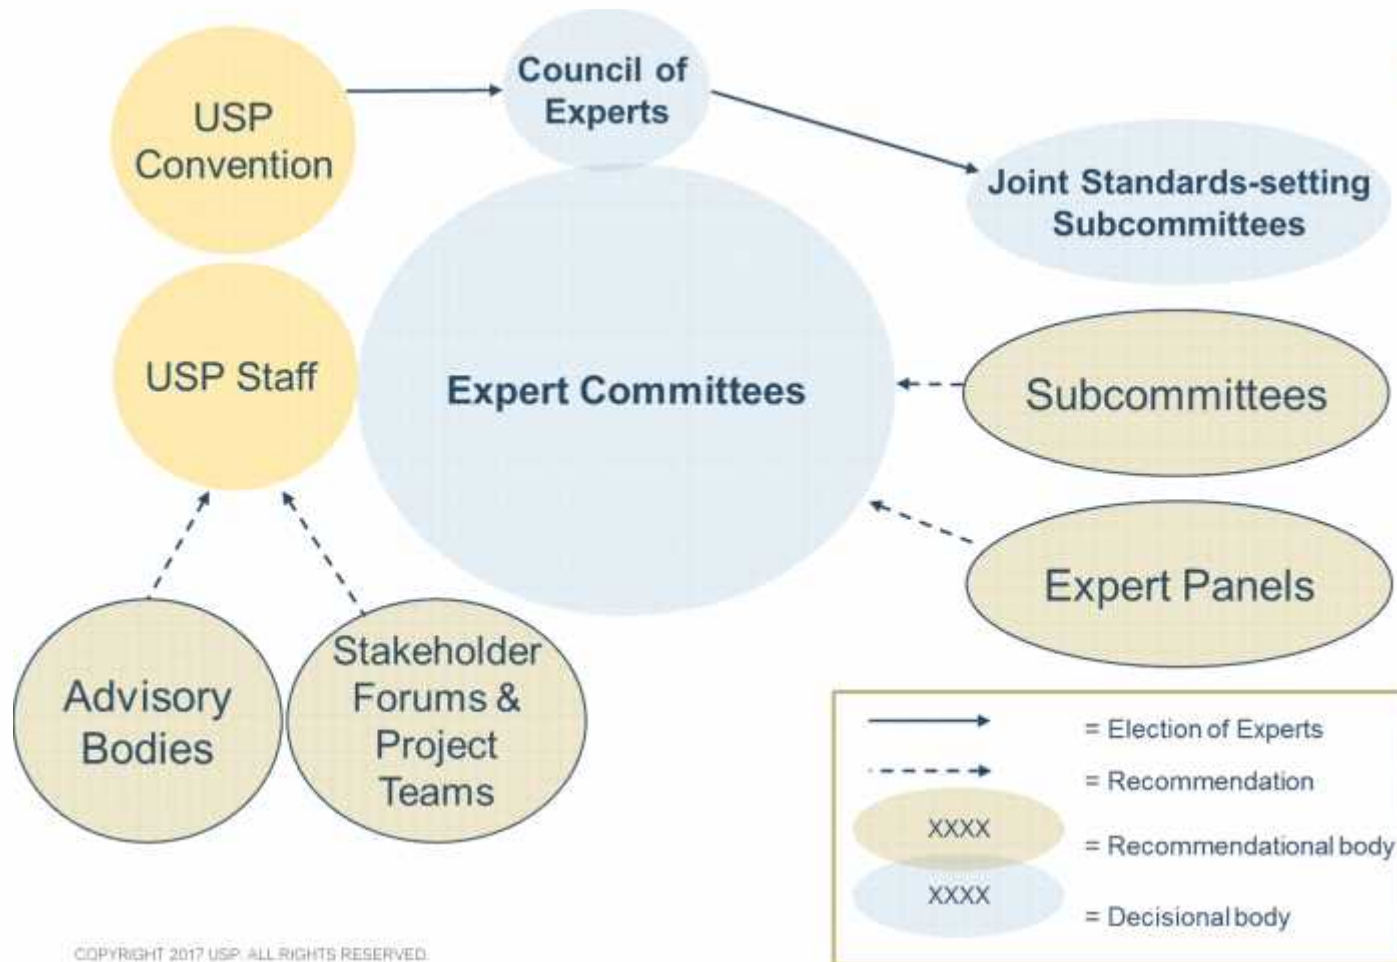 USP
Convention
Council of
Experts
Joint Standards-setting
Subcommittees
USP Staff
Expert Committees
Subcommittees
Expert Panels
Advisory
Bodies
Stakeholder
Forums &
Project
Teams
= Election of Experts
= Recommendation
XXXX
= Recommendational body
XXXX
= Decisional body
COPYRIGHT 2017 USP. ALL RIGHTS RESERVED.